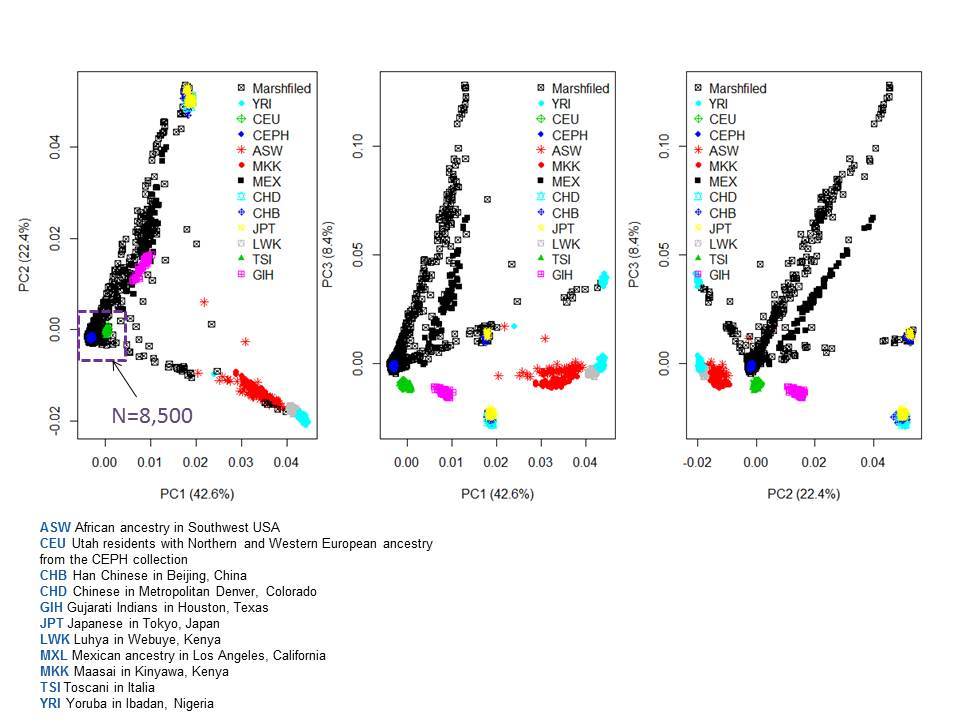 Marshfiled
YRI
CEU
CEPH
ASW
MKK
MEX
CHD
CHB
JPT
LWK
TSI
GIH
PC2 (22.4%)
0.04
0.02
0.00
-0.02
0.00
0.01
0.02
0.03
0.04
PC1 (42.6%)
N=8,500
Marshfiled
YRI
CEU
CEPH
ASW
MKK
MEX
CHD
CHB
JPT
LWK
TSI
GIH
PC3 (8.4%)
0.10
0.05
0.00
0.00
0.01
0.02
0.03
0.04
PC1 (42.6%)
Marshfiled
YRI
CEU
CEPH
ASW
MKK
MEX
CHD
CHB
JPT
LWK
TSI
GIH
PC3 (8.4%)
0.10
0.05
0.00
-0.02
0.00
0.02
0.04
PC2 (22.4%)
ASW African ancestry in Southwest USA
CEU Utah residents with Northern and Western European ancestry
from the CEPH collection
CHB Han Chinese in Beijing, China
CHD Chinese in Metropolitan Denver, Colorado
GIH Gujarati Indians in Houston, Texas
JPT Japanese in Tokyo, Japan
LWK Luhya in Webuye, Kenya
MXL Mexican ancestry in Los Angeles, California
MKK Maasai in Kinyawa, Kenya
TSI Toscani in Italia
YRI Yoruba in Ibadan, Nigeria